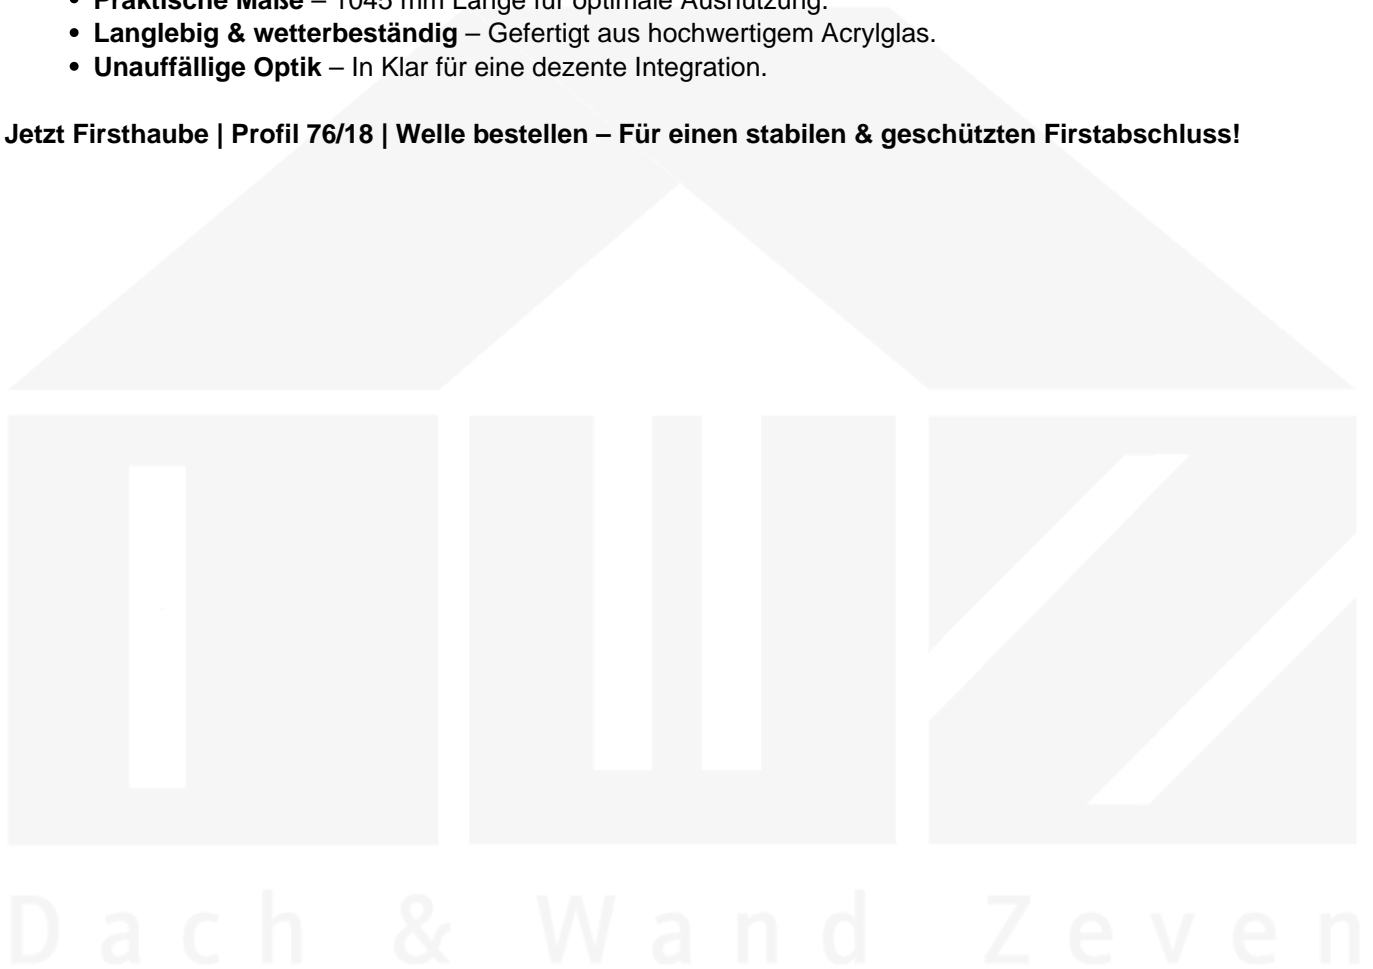 • Praktische Maße – 1045 mm Länge für optimale Ausnutzung.
• Langlebig & wetterbeständig – Gefertigt aus hochwertigem Acrylglas.
• Unauffällige Optik – In Klar für eine dezente Integration.
Jetzt Firsthaube | Profil 76/18 | Welle bestellen – Für einen stabilen & geschützten Firstabschluss!
Dach & Wand Zeven